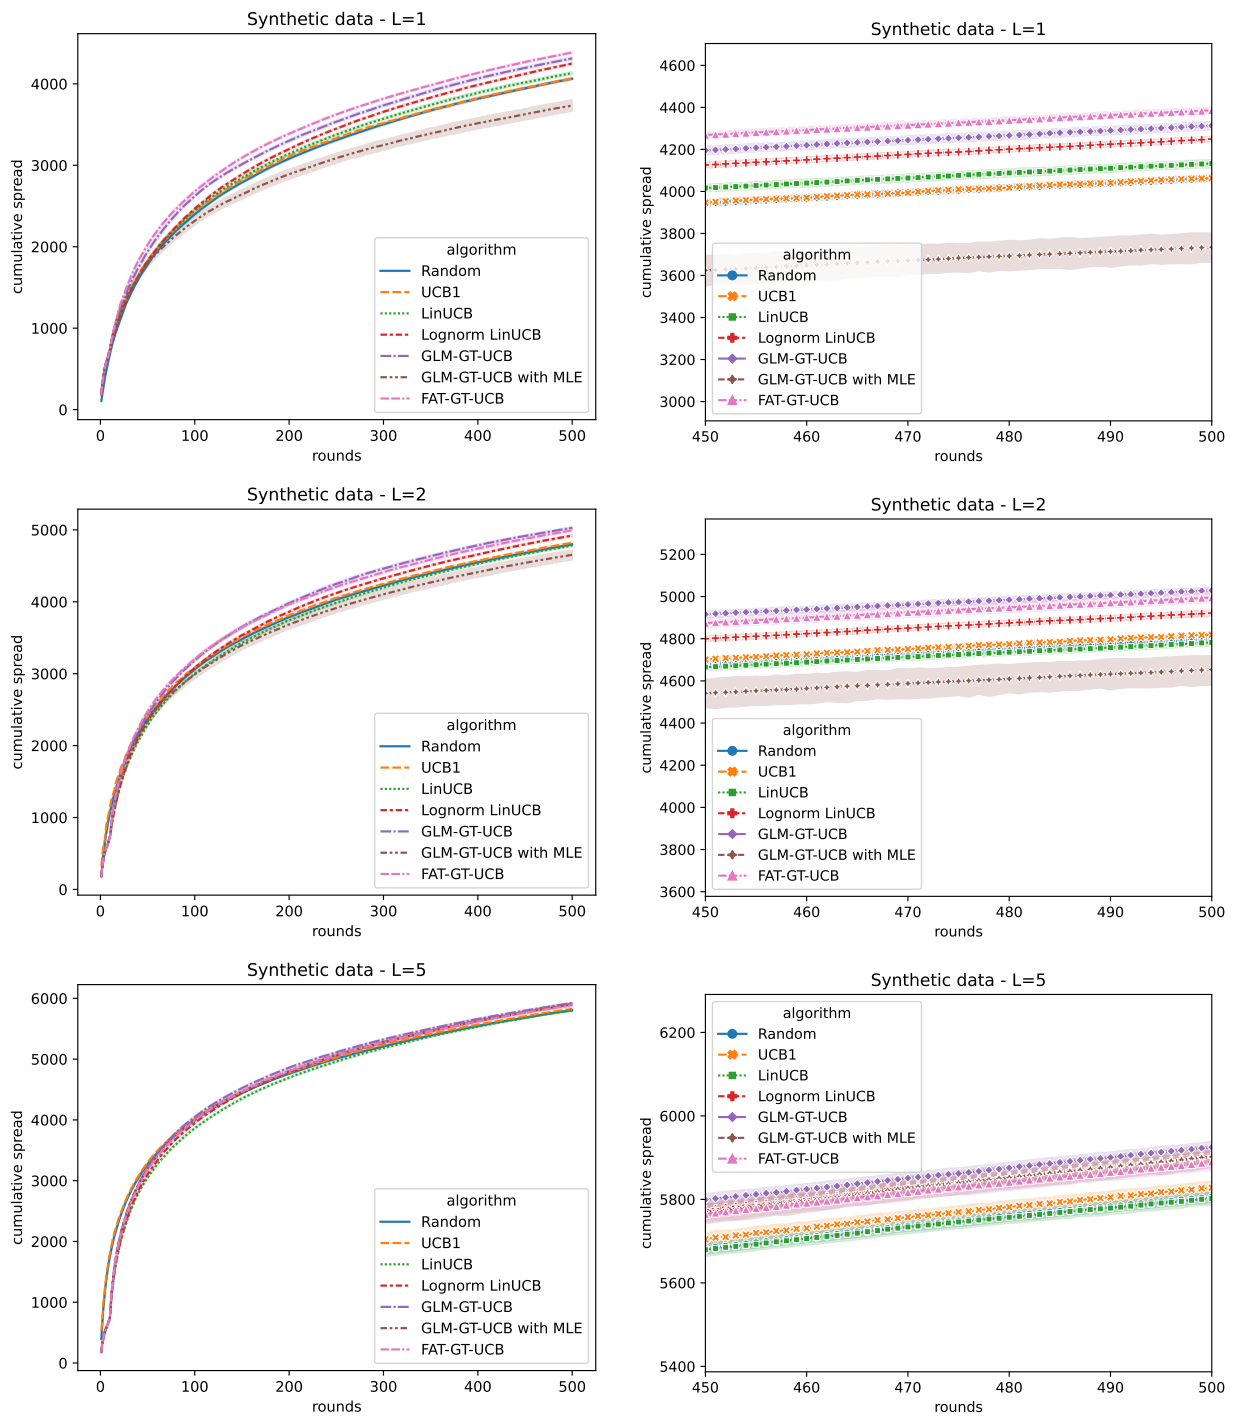 Synthetic data - L=1
cumulative spread
4000
3000
2000
1000
0
algorithm
Random
UCB1
LinUCB
Lognorm LinUCB
GLM-GT-UCB
GLM-GT-UCB with MLE
FAT-GT-UCB
0 100 200 300 400 500
rounds
Synthetic data - L=1
cumulative spread
4600
4400
4200
4000
3800
3600
3400
3200
3000
algorithm
Random
UCB1
LinUCB
Lognorm LinUCB
GLM-GT-UCB
GLM-GT-UCB with MLE
FAT-GT-UCB
450 460 470 480 490 500
rounds
Synthetic data - L=2
cumulative spread
5000
4000
3000
2000
1000
0
algorithm
Random
UCB1
LinUCB
Lognorm LinUCB
GLM-GT-UCB
GLM-GT-UCB with MLE
FAT-GT-UCB
0 100 200 300 400 500
rounds
Synthetic data - L=2
cumulative spread
5200
5000
4800
4600
4400
4200
4000
3800
3600
algorithm
Random
UCB1
LinUCB
Lognorm LinUCB
GLM-GT-UCB
GLM-GT-UCB with MLE
FAT-GT-UCB
450 460 470 480 490 500
rounds
Synthetic data - L=5
cumulative spread
6000
5000
4000
3000
2000
1000
0
algorithm
Random
UCB1
LinUCB
Lognorm LinUCB
GLM-GT-UCB
GLM-GT-UCB with MLE
FAT-GT-UCB
0 100 200 300 400 500
rounds
Synthetic data - L=5
cumulative spread
6200
6000
5800
5600
5400
algorithm
Random
UCB1
LinUCB
Lognorm LinUCB
GLM-GT-UCB
GLM-GT-UCB with MLE
FAT-GT-UCB
450 460 470 480 490 500
rounds